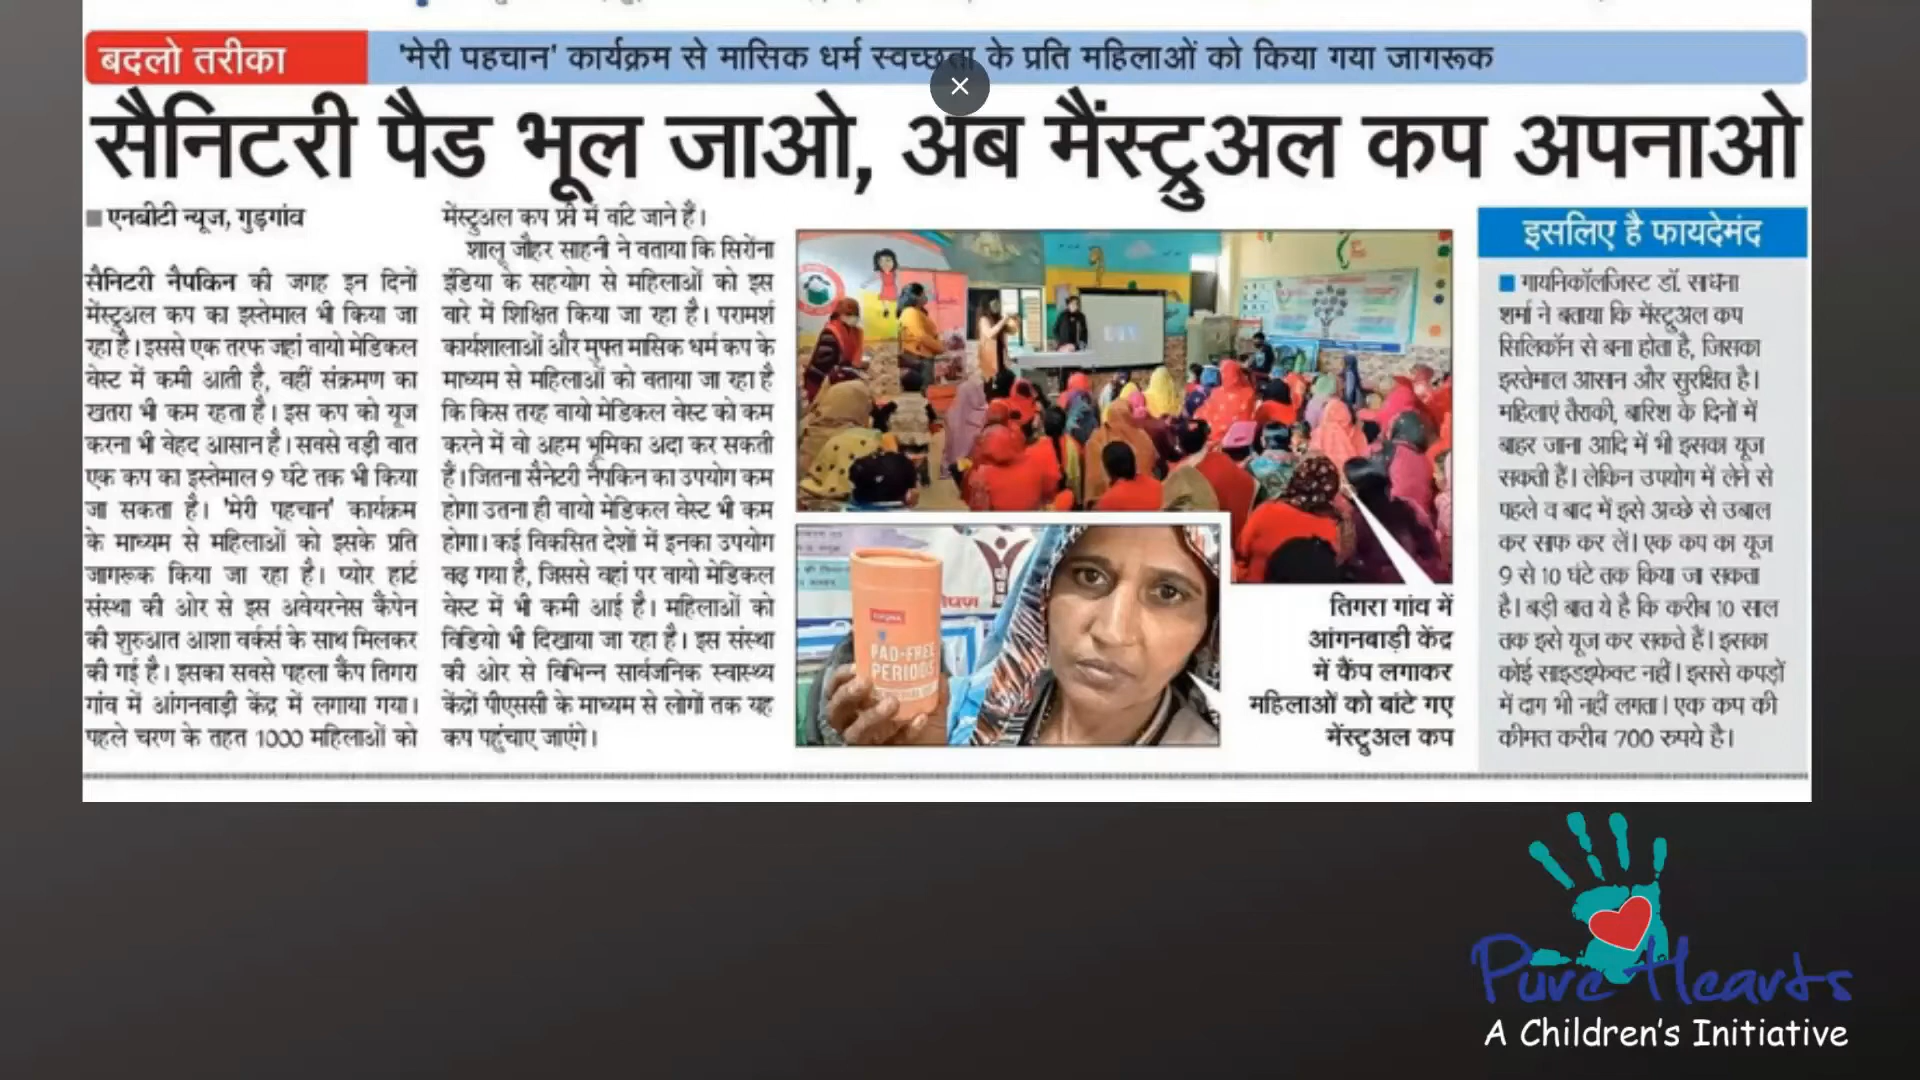 बदलो तरीका
'मेरी पहचान' कार्यक्रम से मासिक धर्म स्वच्छता के प्रति महिलाओं को किया गया जागरूक
सैनिटरी पैड भूल जाओ, अब मैंस्ट्रुअल कप अपनाओ
एनबीटी न्यूज, गुड़गांव
सैनिटरी नैपकिन की जगह इन दिनों
मेंस्ट्रुअल कप का इस्तेमाल भी किया जा
रहा है। इससे एक तरफ जहां बायो मेडिकल
वेस्ट में कमी आती है, वहीं संक्रमण का
खतरा भी कम रहता है। इस कप को यूज
करना भी बेहद आसान है। सबसे बड़ी बात
एक कप का इस्तेमाल 9 घंटे तक भी किया
जा सकता है। 'मेरी पहचान' कार्यक्रम
के माध्यम से महिलाओं को इसके प्रति
जागरूक किया जा रहा है। प्योर हार्ट
संस्था की ओर से इस अवेयरनेस कैंपेन
की शुरुआत आशा वर्कर्स के साथ मिलकर
की गई है। इसका सबसे पहला कैंप तिगरा
गांव में आंगनवाड़ी केंद्र में लगाया गया।
पहले चरण के तहत 1000 महिलाओं को
मेंस्ट्रुअल कप फ्री में बांटे जाने हैं।
शालू जौहर साहनी ने बताया कि सिरोंना
इंडिया के सहयोग से महिलाओं को इस
बारे में शिक्षित किया जा रहा है। परामर्श
कार्यशालाओं और मुफ्त मासिक धर्म कप के
माध्यम से महिलाओं को बताया जा रहा है
कि किस तरह बायो मेडिकल वेस्ट को कम
करने में वो अहम भूमिका अदा कर सकती
हैं। जितना सैनेटरी नैपकिन का उपयोग कम
होगा उतना ही बायो मेडिकल वेस्ट भी कम
होगा। कई विकसित देशों में इनका उपयोग
बढ़ गया है, जिससे वहां पर बायो मेडिकल
वेस्ट में भी कमी आई है। महिलाओं को
विडियो भी दिखाया जा रहा है। इस संस्था
की ओर से विभिन्न सार्वजनिक स्वास्थ्य
केंद्रों पीएससी के माध्यम से लोगों तक यह
कप पहुंचाए जाएंगे।
PAD-FREE
PERIODS
तिगरा गांव में
आंगनबाड़ी केंद्र
में कैंप लगाकर
महिलाओं को बांटे गए
मेंस्ट्रुअल कप
इसलिए है फायदेमंद
गायनिकॉलजिस्ट डॉ. साधना
शर्मा ने बताया कि मेंस्ट्रुअल कप
सिलिकॉन से बना होता है, जिसका
इस्तेमाल आसान और सुरक्षित है।
महिलाएं तैराकी, बारिश के दिनों में
बाहर जाना आदि में भी इसका यूज
सकती हैं। लेकिन उपयोग में लेने से
पहले व बाद में इसे अच्छे से उबाल
कर साफ कर लें। एक कप का यूज
9 से 10 घंटे तक किया जा सकता
है। बड़ी बात ये है कि करीब 10 साल
तक इसे यूज कर सकते हैं। इसका
कोई साइडइफेक्ट नहीं। इससे कपड़ों
में दाग भी नहीं लगता। एक कप की
कीमत करीब 700 रुपये है।
Pure Hearts
A Children's Initiative